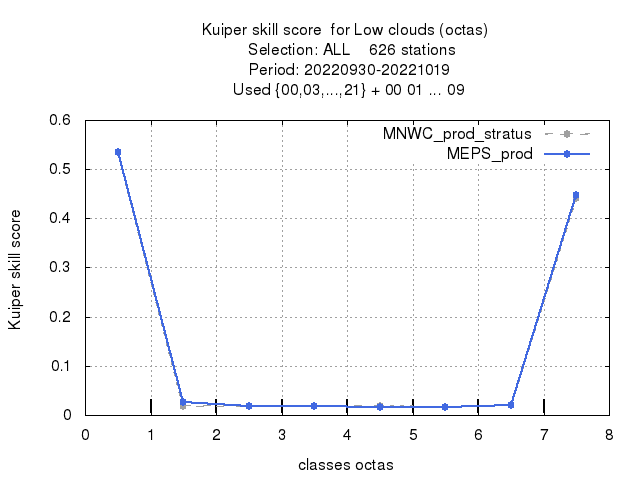 Kuiper skill score  for Low clouds (octas)
Selection: ALL    626 stations
Period: 20220930-20221019
Used {00,03,...,21} + 00 01 ... 09
MNWC_prod_stratus
MEPS_prod
Kuiper skill score
0.6
0.5
0.4
0.3
0.2
0.1
0
0 1 2 3 4 5 6 7 8
classes octas